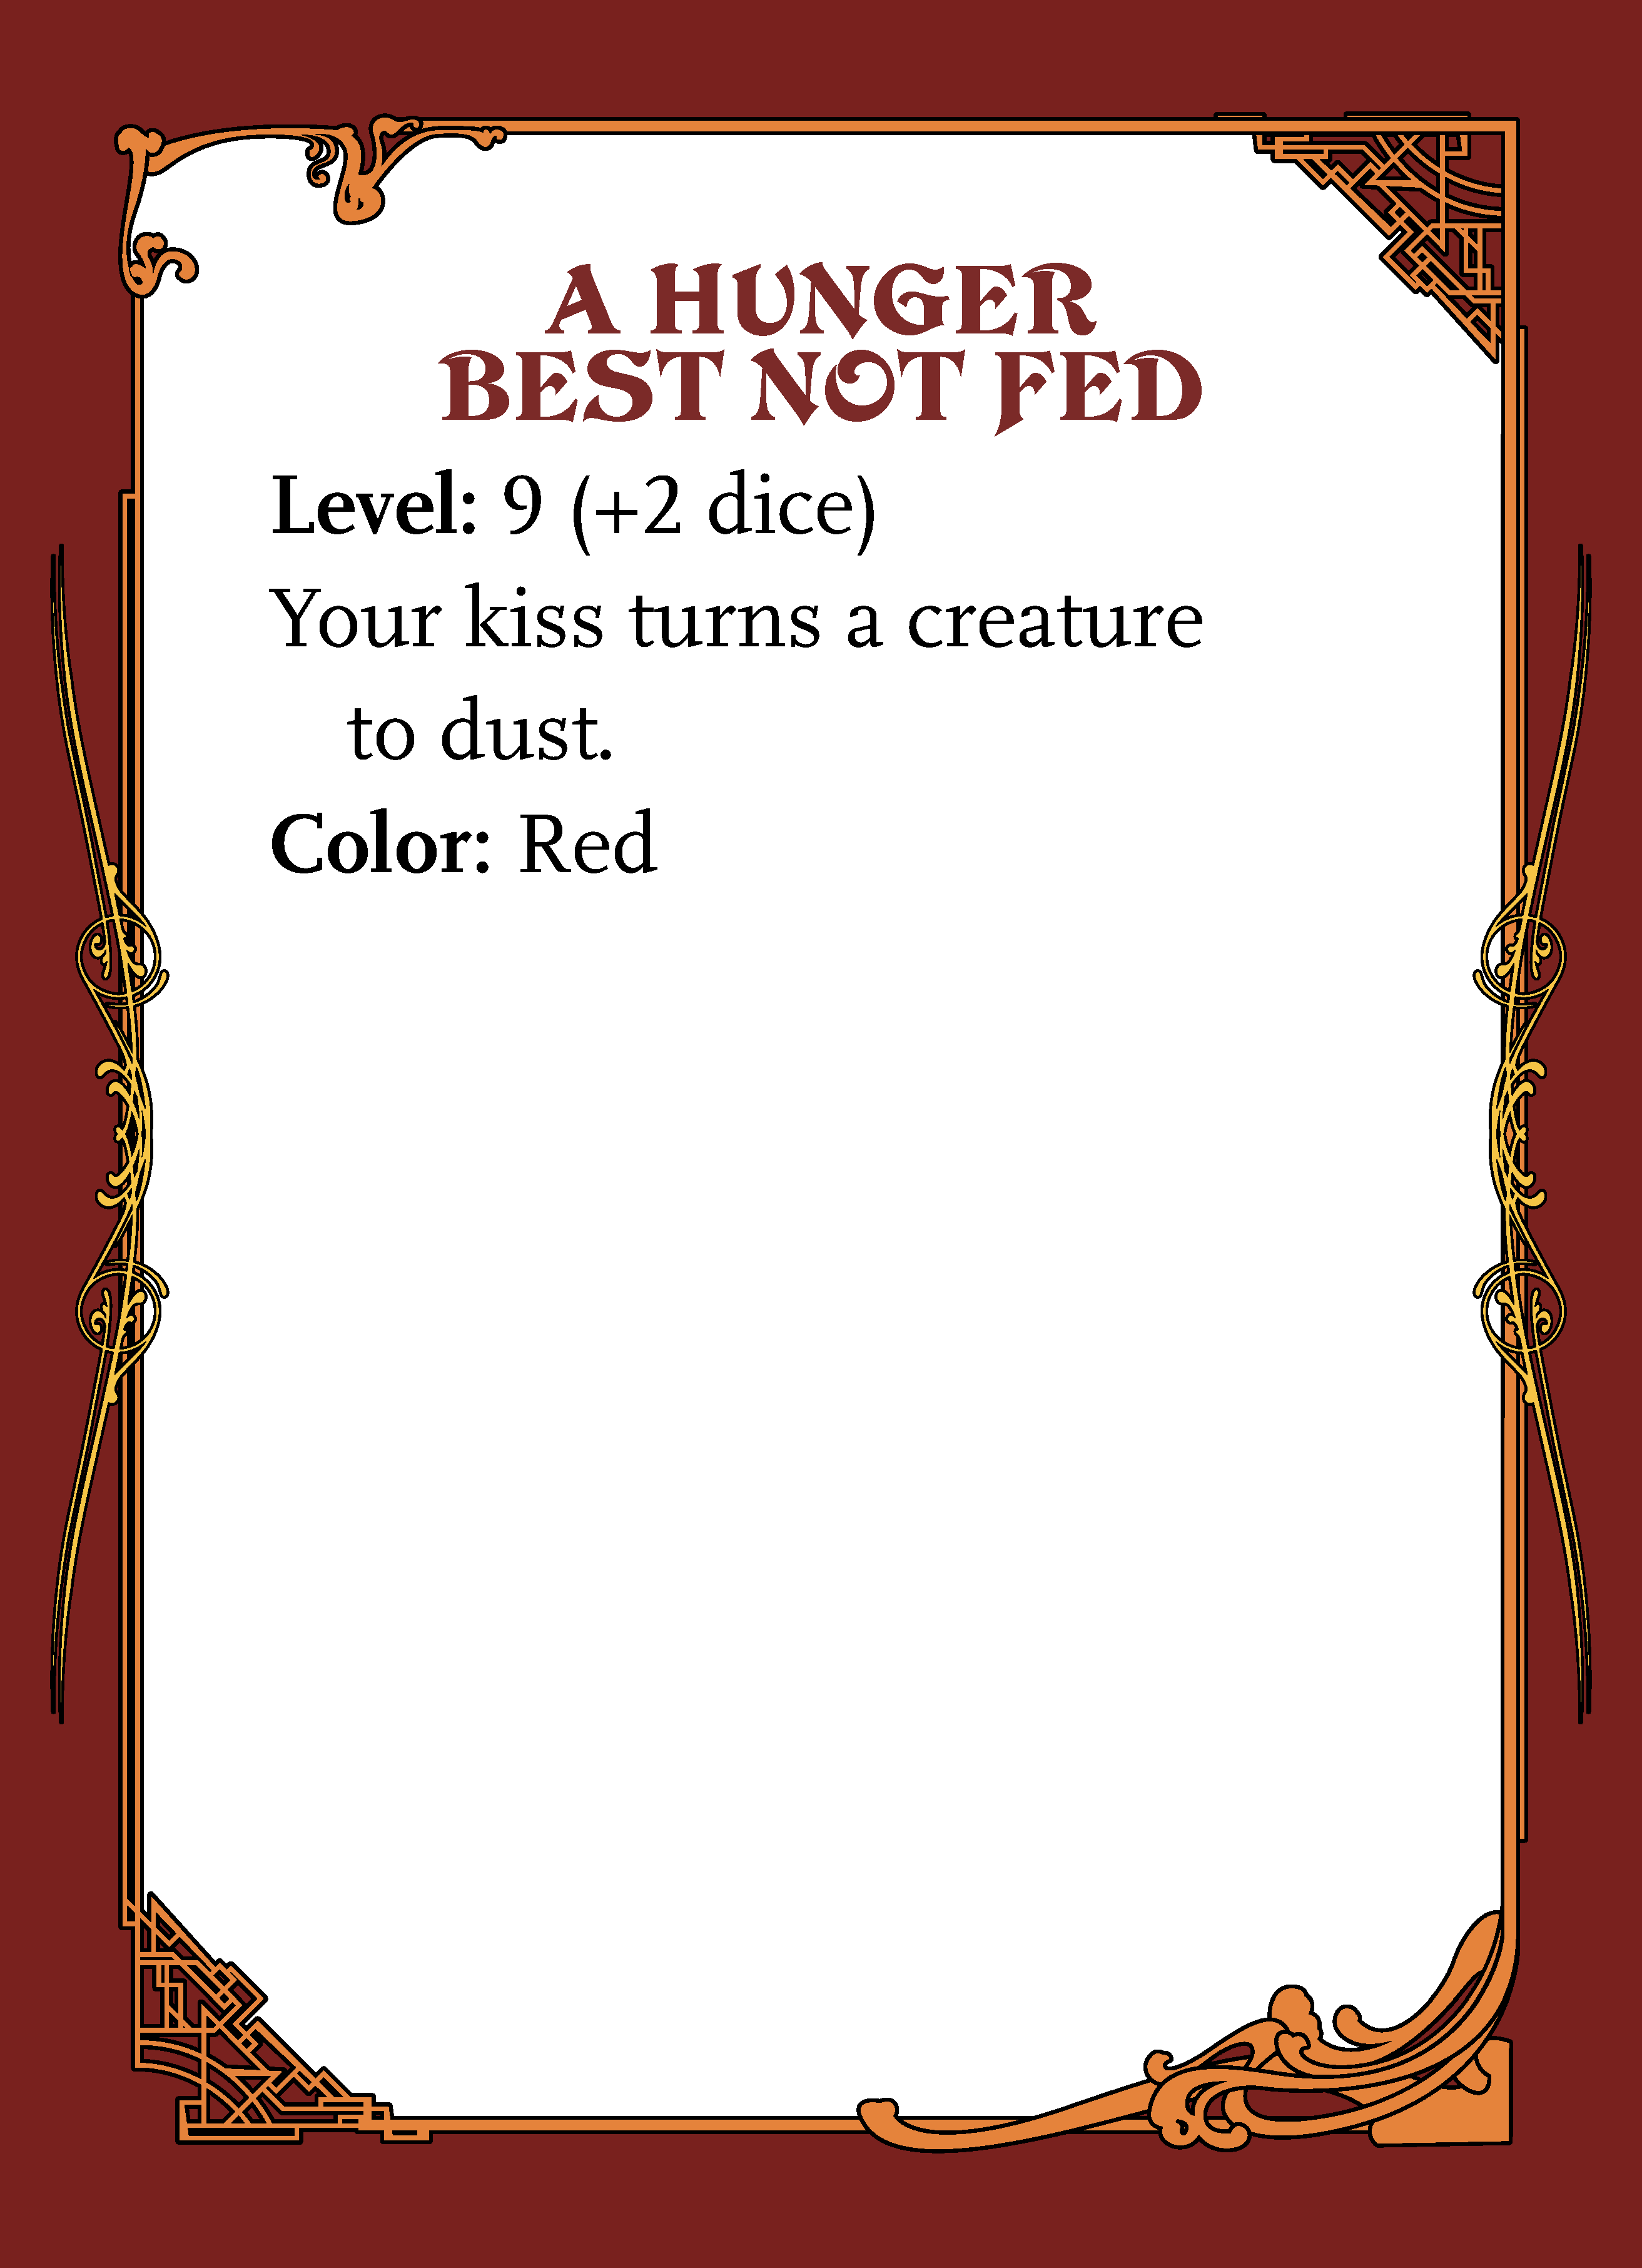 A HUNGER
BEST NOT FED
Level: 9 (+2 dice)
Your kiss turns a creature
to dust.
Color: Red